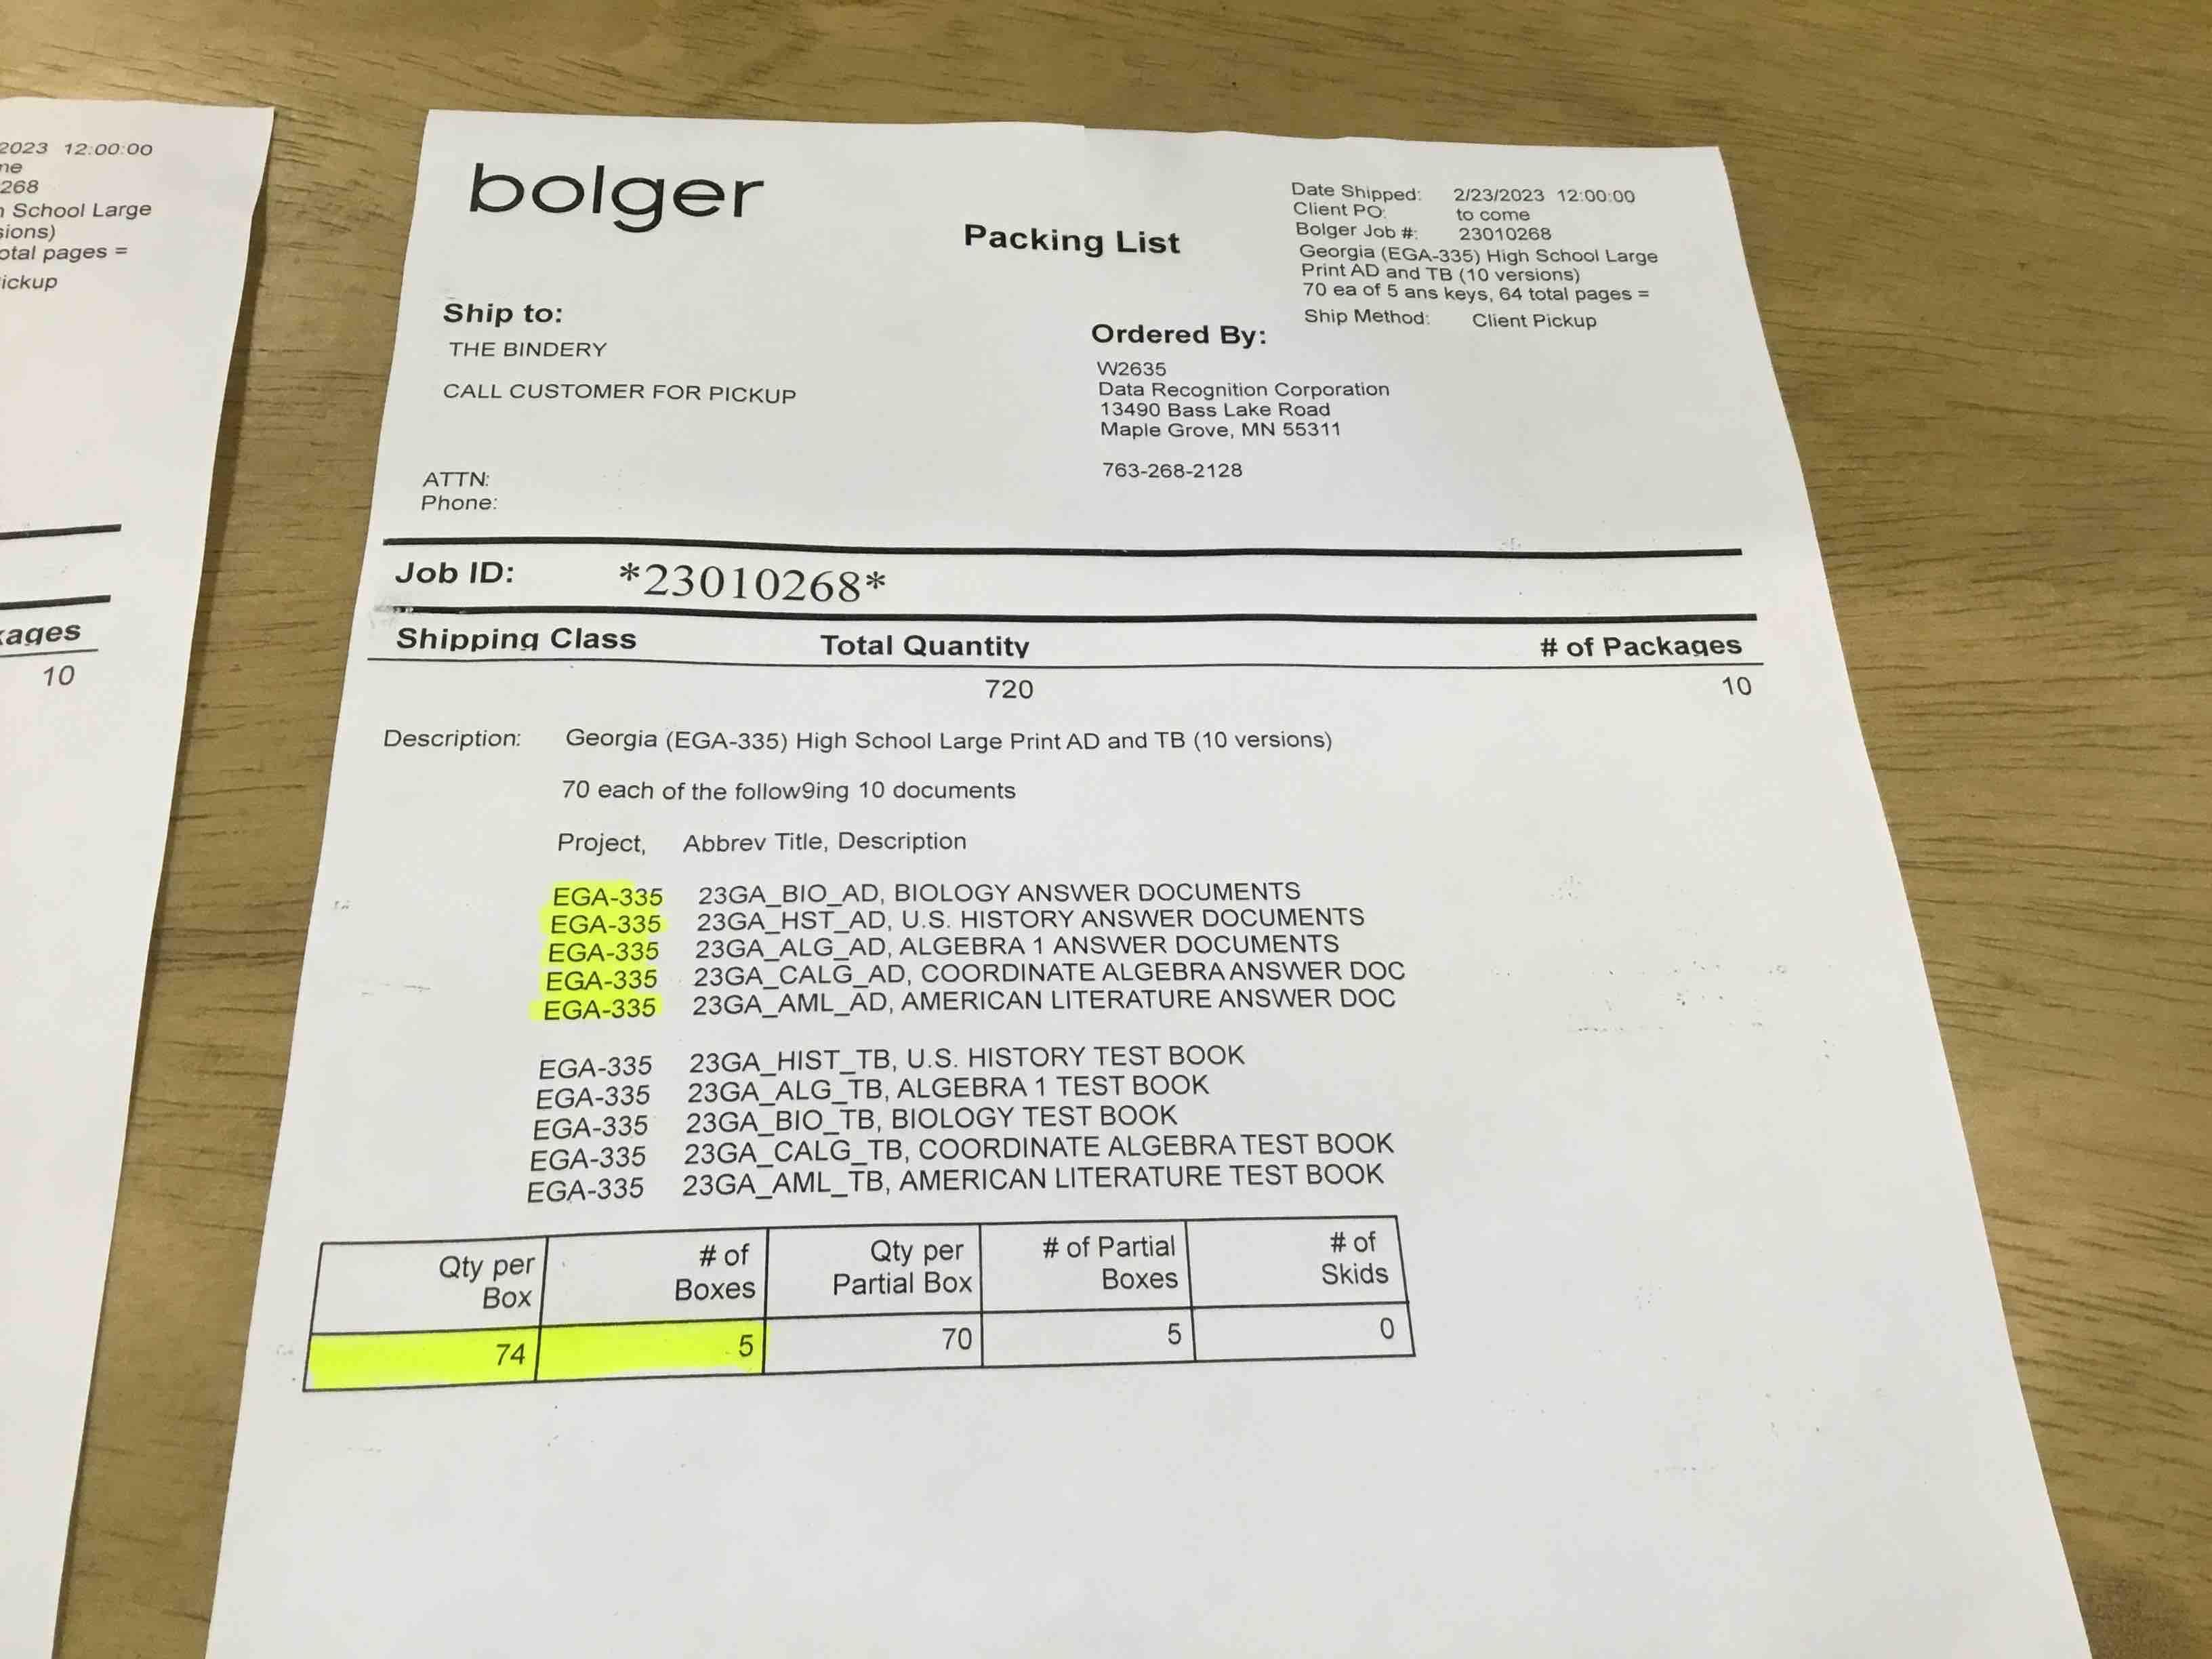 2023 12:00:00
268
School Large
total pages =
10
bolger
Packing List
Date Shipped: 2/23/2023 12:00:00
Client PO: to come
Bolger Job #: 23010268
Georgia (EGA-335) High School Large
Print AD and TB (10 versions)
70 ea of 5 ans keys, 64 total pages =
Ship Method: Client Pickup
Ship to:
THE BINDERY
CALL CUSTOMER FOR PICKUP
ATTN:
Phone:
Ordered By:
W2635
Data Recognition Corporation
13490 Bass Lake Road
Maple Grove, MN 55311
763-268-2128
Job ID: *23010268*
Shipping Class Total Quantity # of Packages
720 10
Description: Georgia (EGA-335) High School Large Print AD and TB (10 versions)
70 each of the follow9ing 10 documents
Project, Abbrev Title, Description
EGA-335 23GA_BIO_AD, BIOLOGY ANSWER DOCUMENTS
EGA-335 23GA_HST_AD, U.S. HISTORY ANSWER DOCUMENTS
EGA-335 23GA_ALG_AD, ALGEBRA 1 ANSWER DOCUMENTS
EGA-335 23GA_CALG_AD, COORDINATE ALGEBRA ANSWER DOC
EGA-335 23GA_AML_AD, AMERICAN LITERATURE ANSWER DOC
EGA-335 23GA_HIST_TB, U.S. HISTORY TEST BOOK
EGA-335 23GA_ALG_TB, ALGEBRA 1 TEST BOOK
EGA-335 23GA_BIO_TB, BIOLOGY TEST BOOK
EGA-335 23GA_CALG_TB, COORDINATE ALGEBRA TEST BOOK
EGA-335 23GA_AML_TB, AMERICAN LITERATURE TEST BOOK
Qty per Box # of Boxes Qty per Partial Box # of Partial Boxes # of Skids
74 5 70 5 0